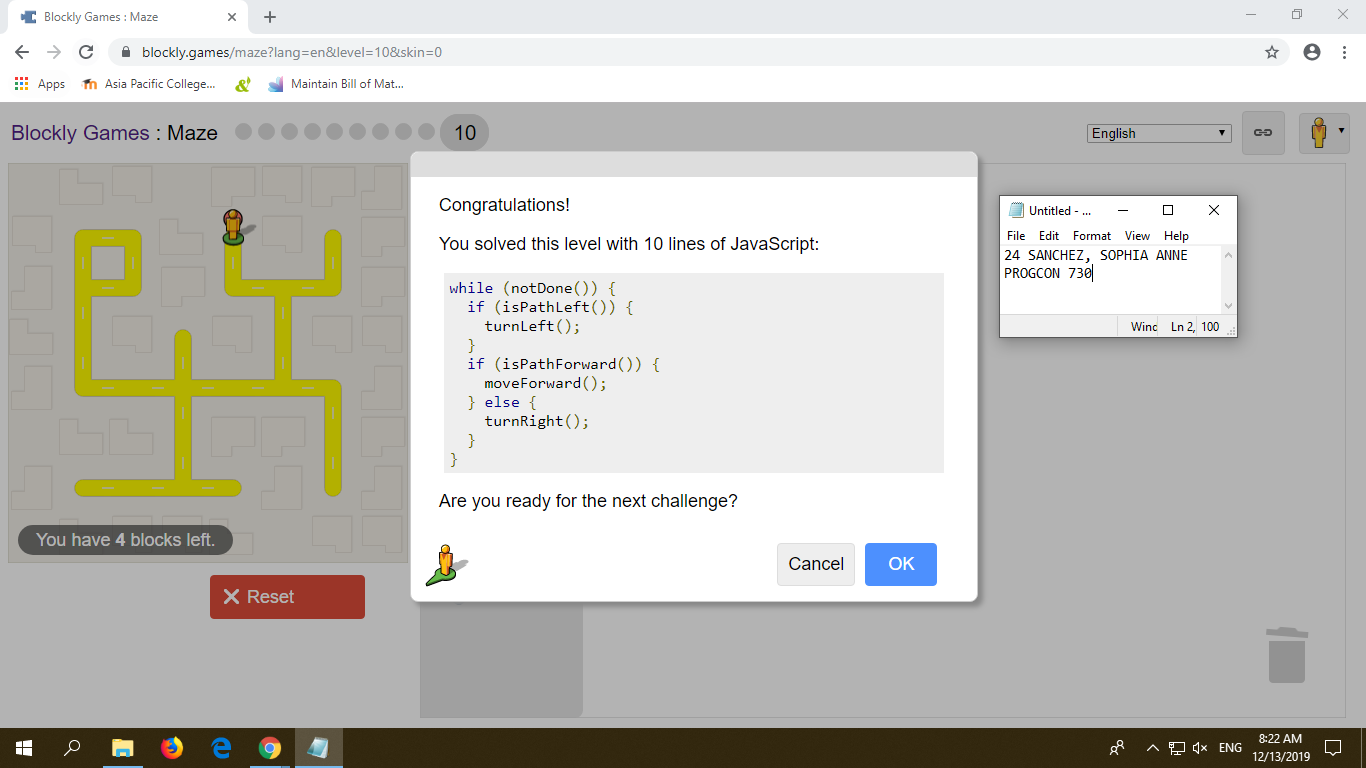 Blockly Games : Maze
blockly.games/maze?lang=en&level=10&skin=0
Apps
Asia Pacific College...
Maintain Bill of Mat...
Blockly Games : Maze
10
English
Congratulations!
You solved this level with 10 lines of JavaScript:
while (notDone()) {
  if (isPathLeft()) {
    turnLeft();
  }
  if (isPathForward()) {
    moveForward();
  } else {
    turnRight();
  }
}
Are you ready for the next challenge?
Cancel
OK
You have 4 blocks left.
Reset
Untitled - ...
File Edit Format View Help
24 SANCHEZ, SOPHIA ANNE
PROGCON 730
Winc Ln 2, 100
ENG
8:22 AM
12/13/2019